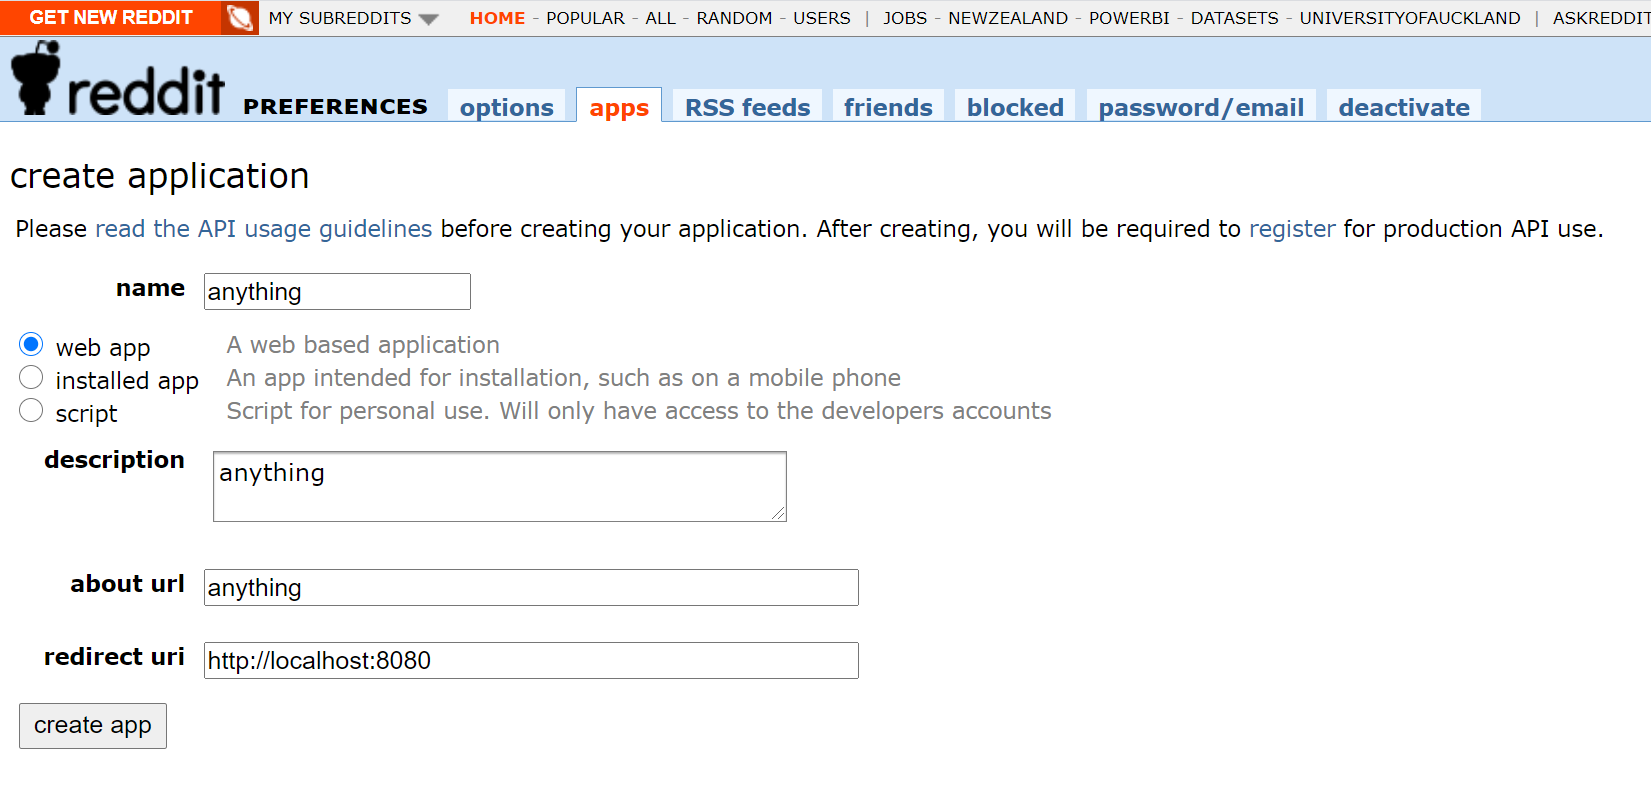 GET NEW REDDIT MY SUBREDDITS HOME - POPULAR - ALL - RANDOM - USERS | JOBS - NEWZEALAND - POWERBI - DATASETS - UNIVERSITYOFAUCKLAND | ASKREDDIT
reddit PREFERENCES options apps RSS feeds friends blocked password/email deactivate
create application
Please read the API usage guidelines before creating your application. After creating, you will be required to register for production API use.
name anything
web app A web based application
installed app An app intended for installation, such as on a mobile phone
script Script for personal use. Will only have access to the developers accounts
description anything
about url anything
redirect uri http://localhost:8080
create app